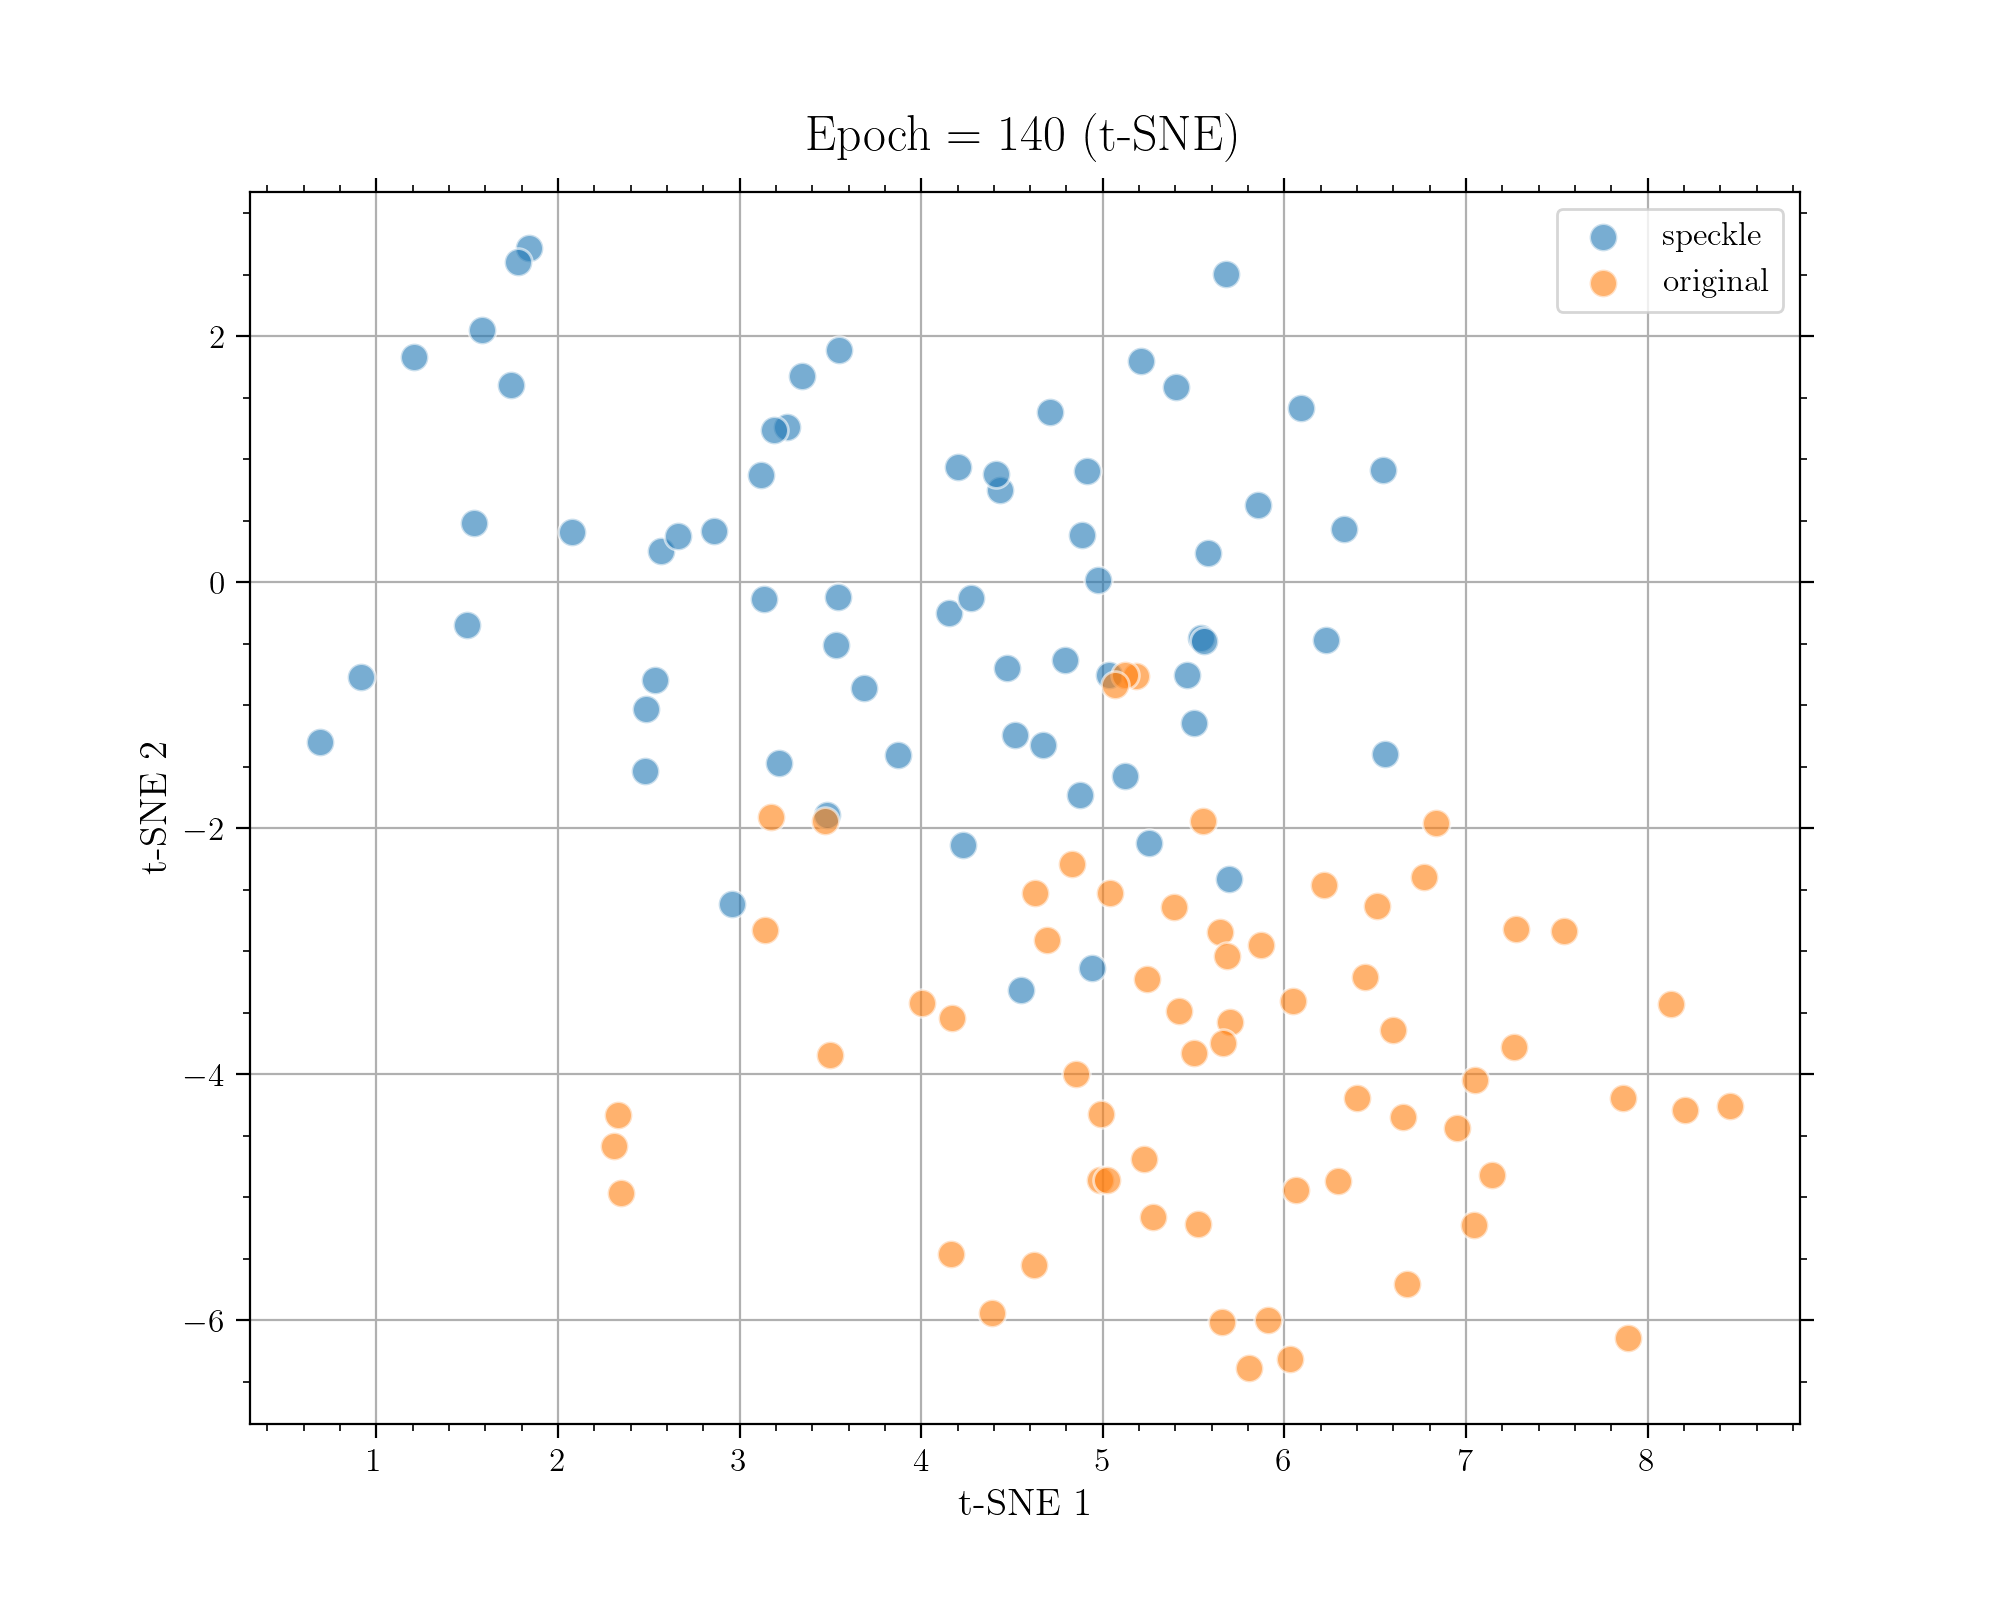 Epoch = 140 (t-SNE)
speckle
original
2
0
−2
−4
−6
t-SNE 2
1 2 3 4 5 6 7 8
t-SNE 1